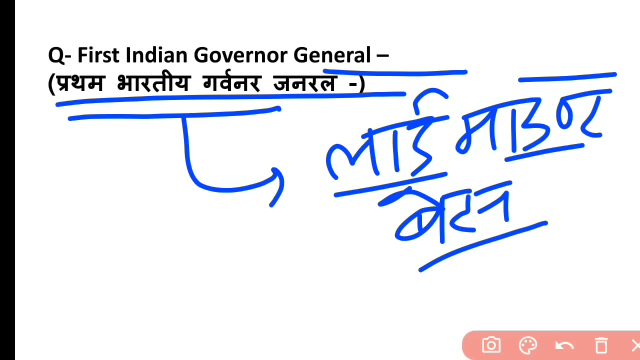 Q- First Indian Governor General –
(प्रथम भारतीय गर्वनर जनरल -)
लार्ड माउण्ट
बेटन